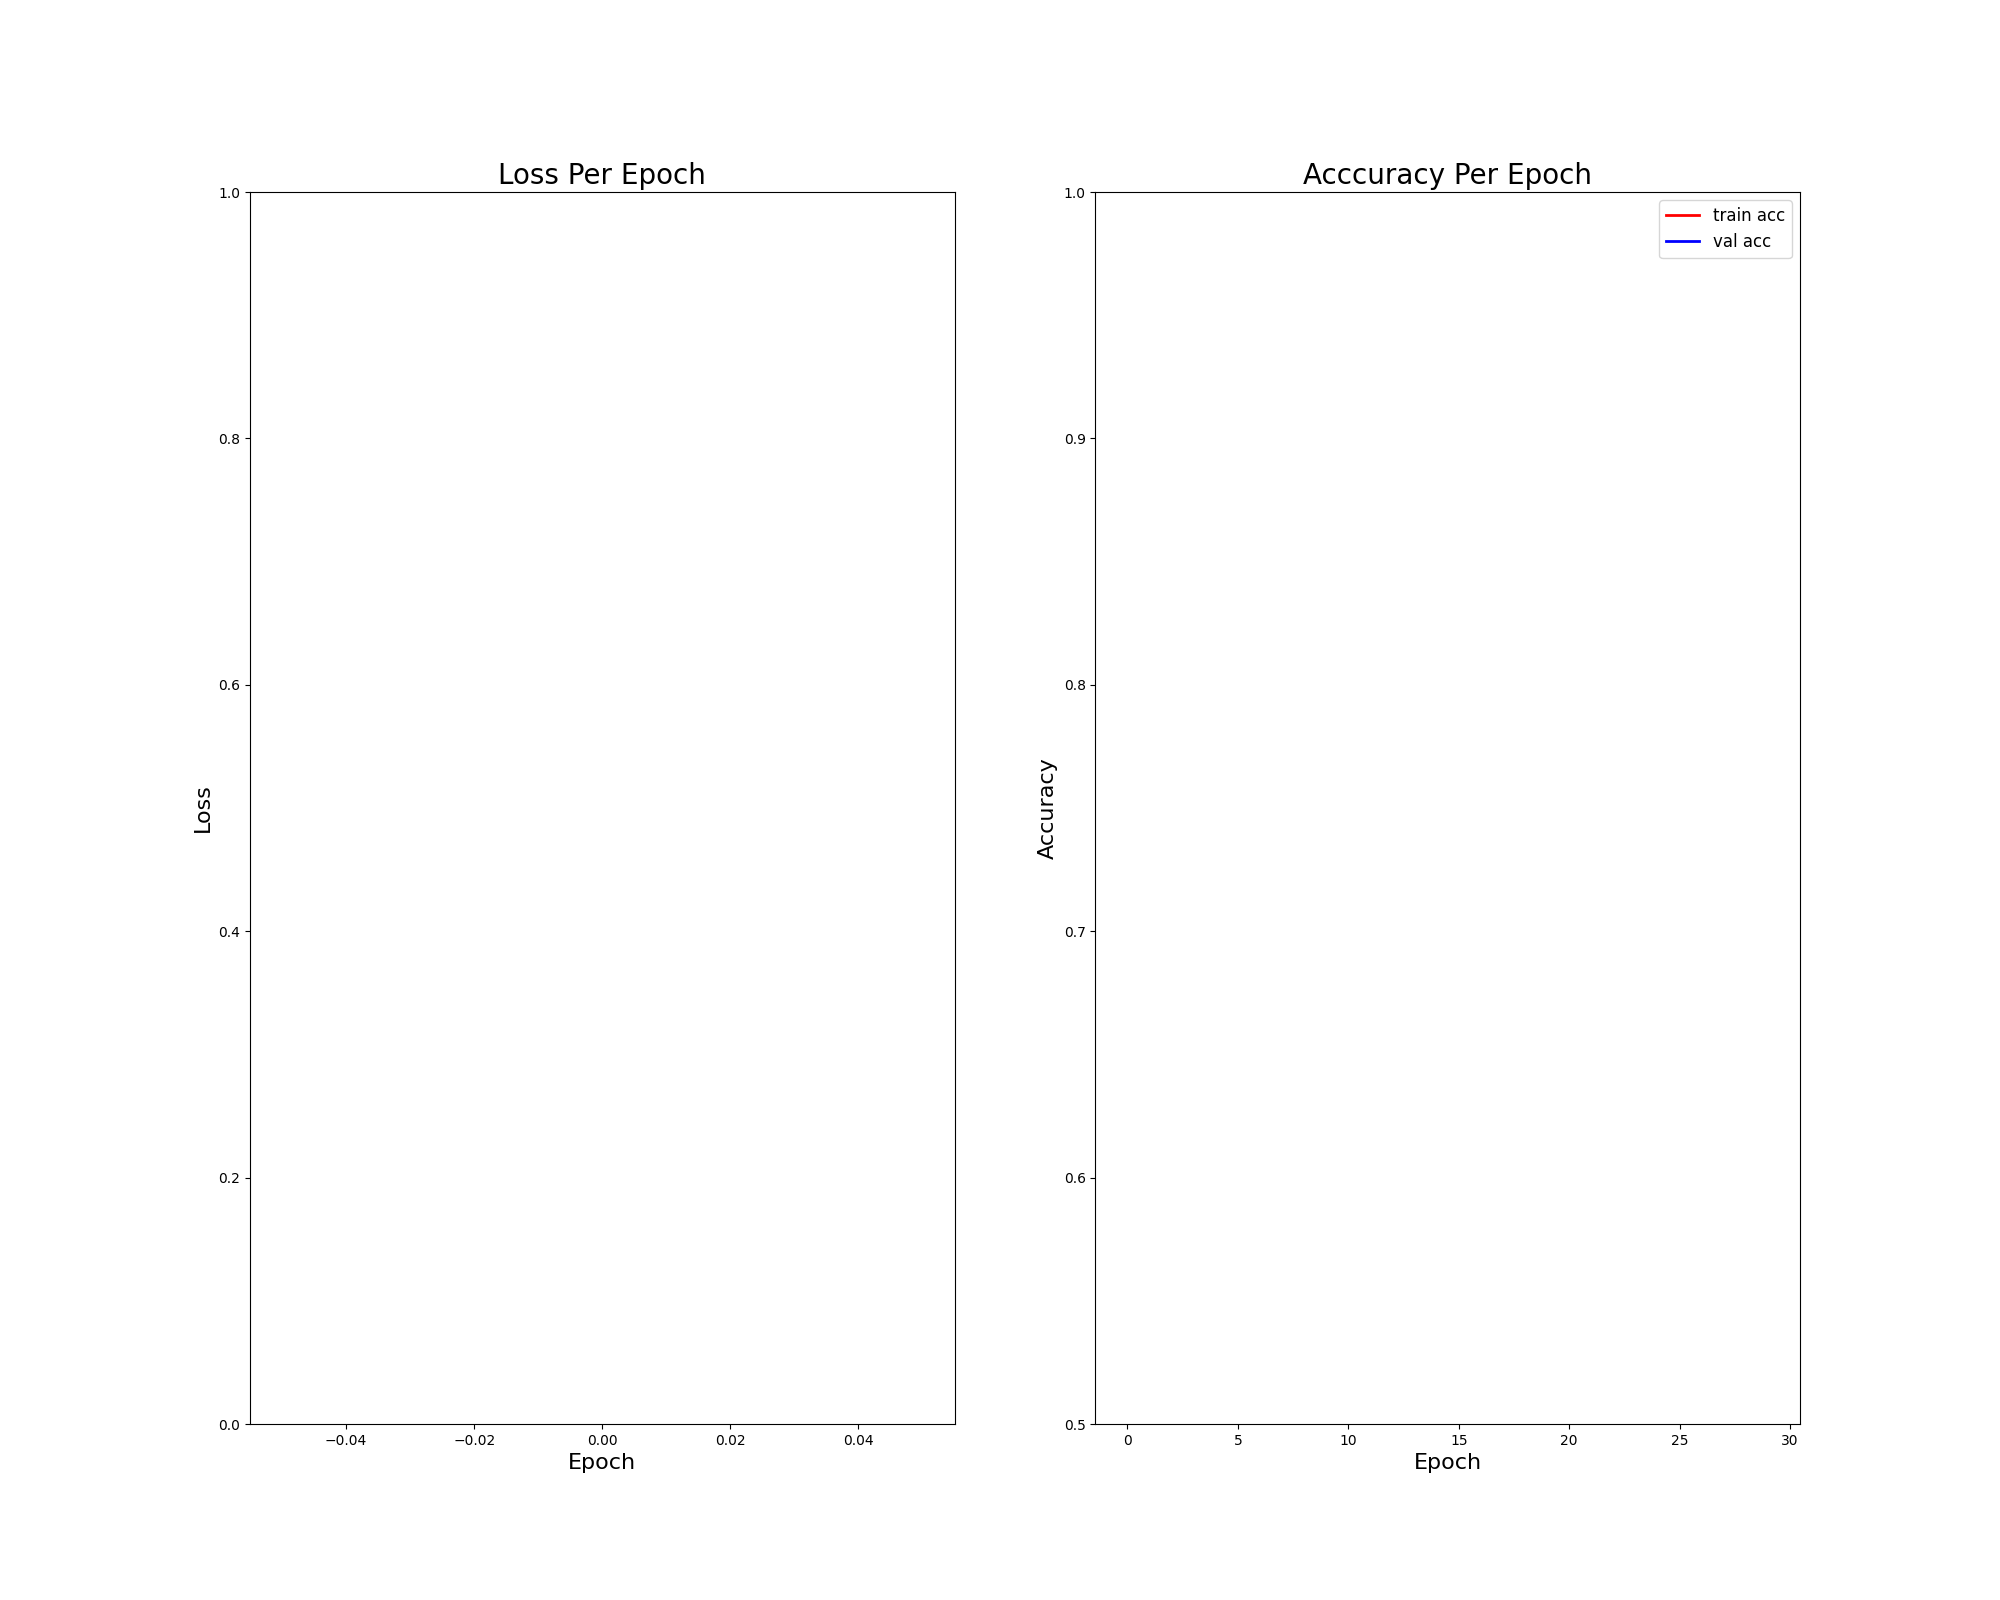 Loss Per Epoch
1.0
0.8
0.6
0.4
0.2
0.0
Loss
−0.04 −0.02 0.00 0.02 0.04
Epoch
Acccuracy Per Epoch
train acc
val acc
1.0
0.9
0.8
0.7
0.6
0.5
Accuracy
0 5 10 15 20 25 30
Epoch